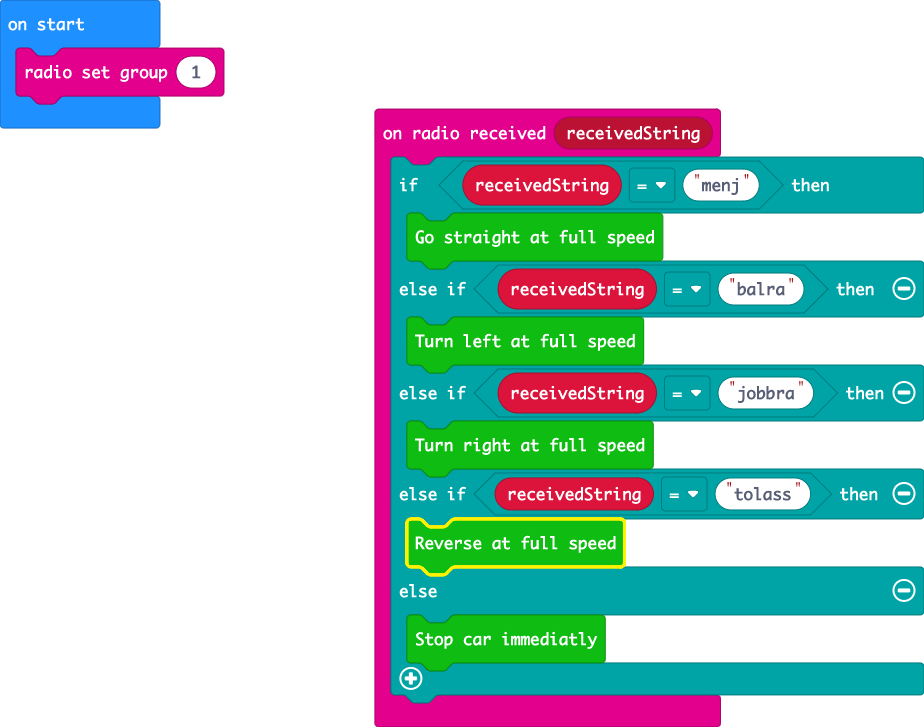 on start
radio set group 1
on radio received receivedString
if receivedString = "menj" then
Go straight at full speed
else if receivedString = "balra" then
Turn left at full speed
else if receivedString = "jobbra" then
Turn right at full speed
else if receivedString = "tolass" then
Reverse at full speed
else
Stop car immediatly